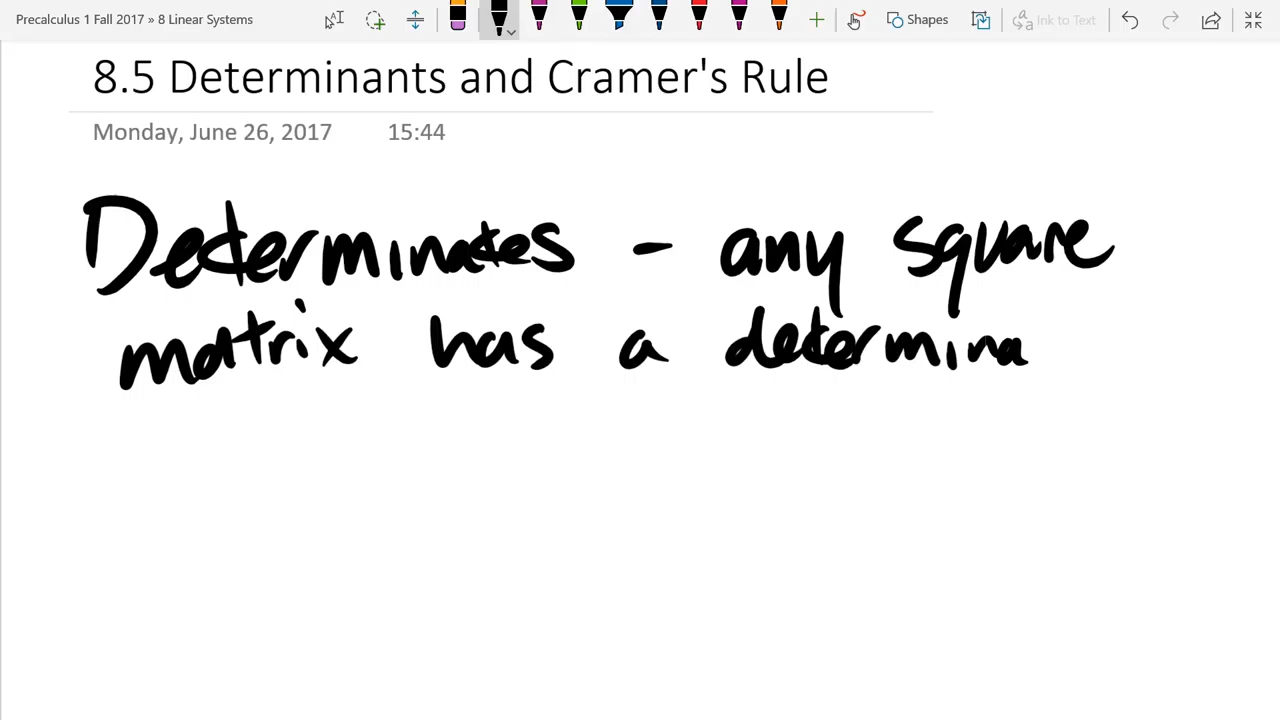 Precalculus 1 Fall 2017 » 8 Linear Systems
Shapes
Ink to Text
8.5 Determinants and Cramer's Rule
Monday, June 26, 2017 15:44
Determinates - any square
matrix has a determina